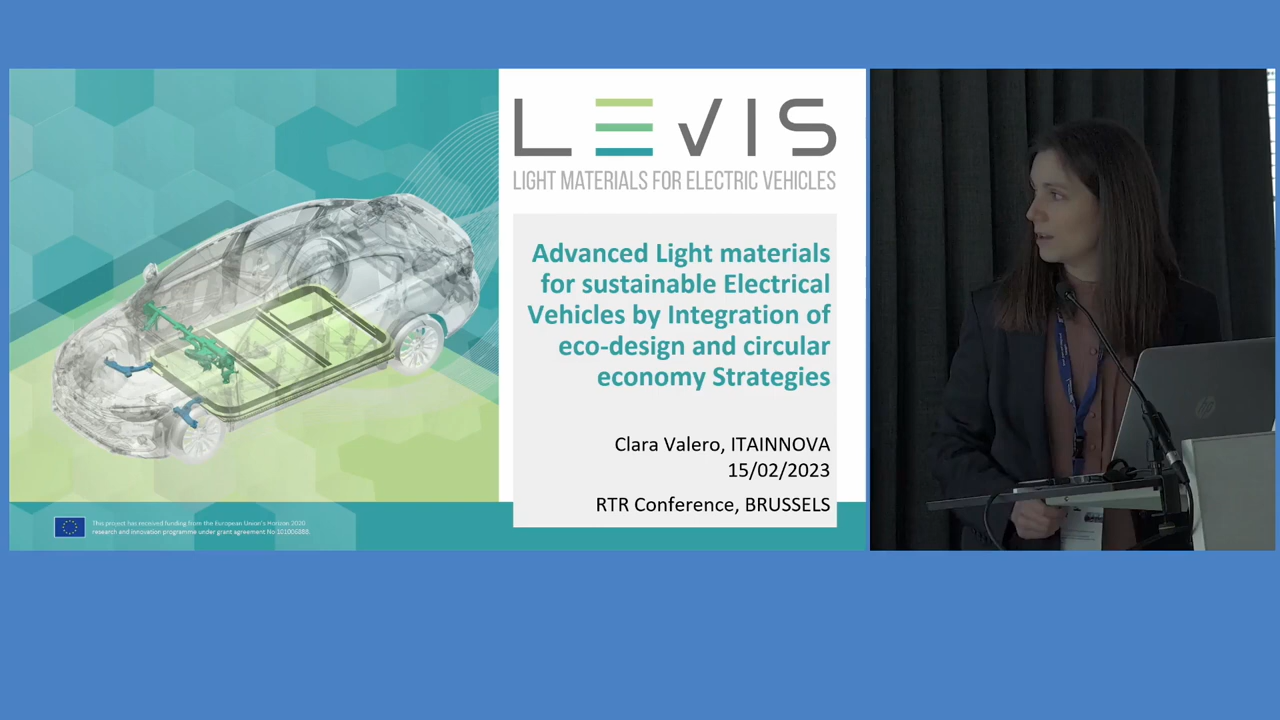 LEVIS
LIGHT MATERIALS FOR ELECTRIC VEHICLES
Advanced Light materials
for sustainable Electrical
Vehicles by Integration of
eco-design and circular
economy Strategies
Clara Valero, ITAINNOVA
15/02/2023
RTR Conference, BRUSSELS
This project has received funding from the European Union's Horizon 2020
research and innovation programme under grant agreement No 101006888.
hp